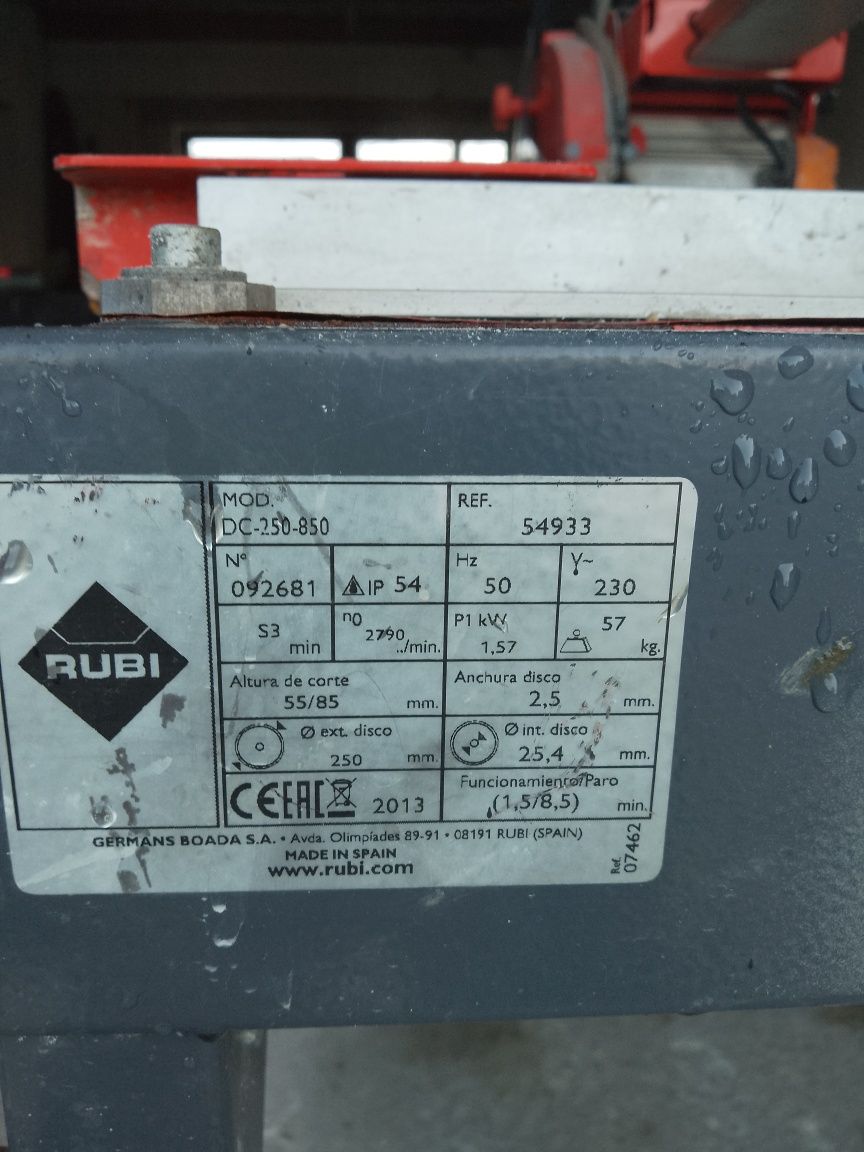 RUBI
MOD.
DC-250-850
REF.
54933
Nº
092681
IP 54
Hz
50
V~
230
S3
min
n0
2790
../min.
P1 kW
1,57
57
kg.
Altura de corte
55/85
mm.
Anchura disco
2,5
mm.
Ø ext. disco
250
mm.
Ø int. disco
25,4
mm.
CE EAC 2013
Funcionamiento/Paro
(1,5/8,5)
min.
GERMANS BOADA S.A. • Avda. Olimpíades 89-91 • 08191 RUBI (SPAIN)
MADE IN SPAIN
www.rubi.com
Ref.
07462